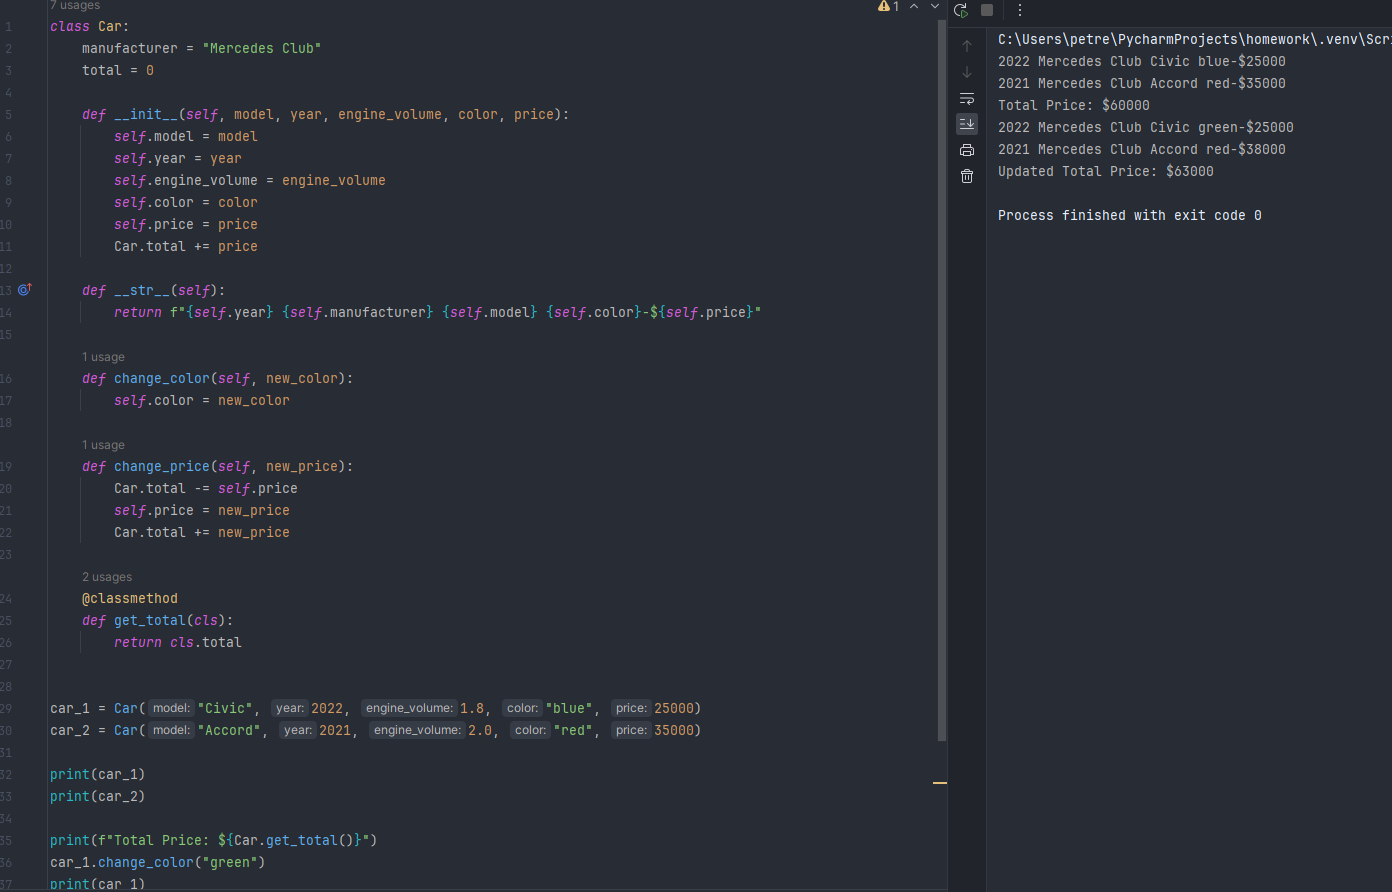 7 usages
1 class Car:
2 manufacturer = "Mercedes Club"
3 total = 0
4
5 def __init__(self, model, year, engine_volume, color, price):
6 self.model = model
7 self.year = year
8 self.engine_volume = engine_volume
9 self.color = color
10 self.price = price
11 Car.total += price
12
13 def __str__(self):
14 return f"{self.year} {self.manufacturer} {self.model} {self.color}-${self.price}"
15
1 usage
16 def change_color(self, new_color):
17 self.color = new_color
18
1 usage
19 def change_price(self, new_price):
20 Car.total -= self.price
21 self.price = new_price
22 Car.total += new_price
23
2 usages
24 @classmethod
25 def get_total(cls):
26 return cls.total
27
28
29 car_1 = Car( model: "Civic", year: 2022, engine_volume: 1.8, color: "blue", price: 25000)
30 car_2 = Car( model: "Accord", year: 2021, engine_volume: 2.0, color: "red", price: 35000)
31
32 print(car_1)
33 print(car_2)
34
35 print(f"Total Price: ${Car.get_total()}")
36 car_1.change_color("green")
37 print(car_1)
1
C:\Users\petre\PycharmProjects\homework\.venv\Scri
2022 Mercedes Club Civic blue-$25000
2021 Mercedes Club Accord red-$35000
Total Price: $60000
2022 Mercedes Club Civic green-$25000
2021 Mercedes Club Accord red-$38000
Updated Total Price: $63000
Process finished with exit code 0